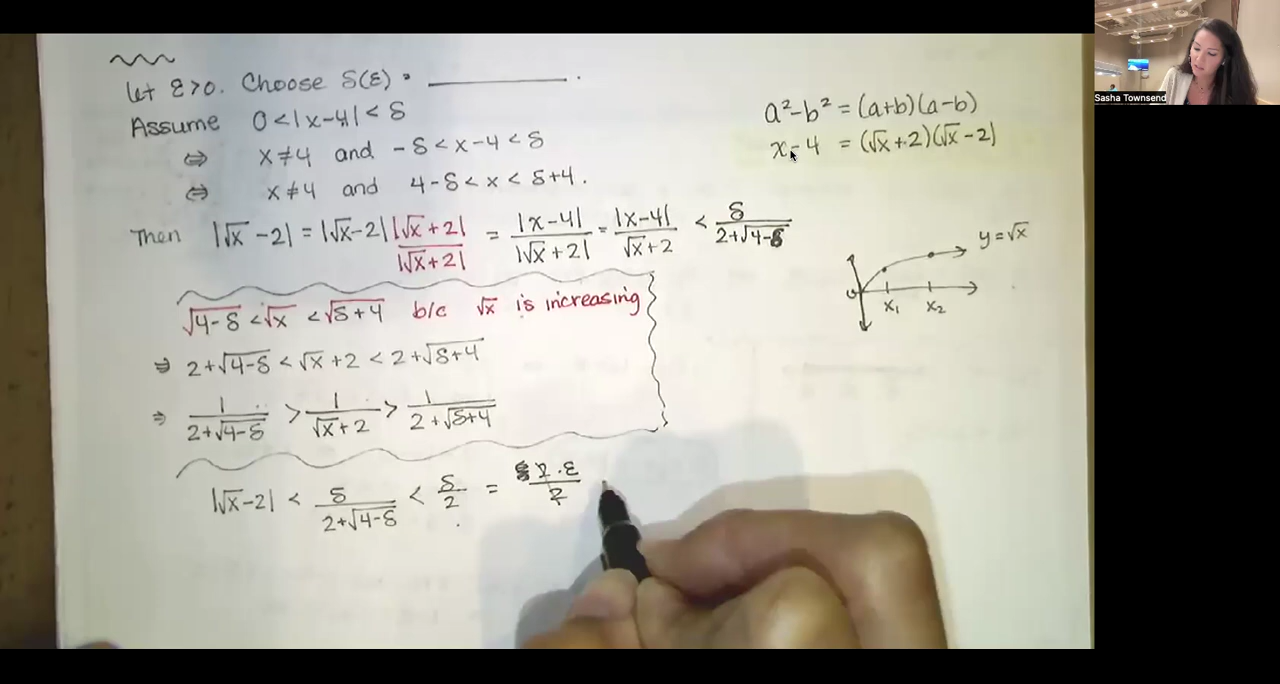 Let ε>0. Choose δ(ε) = ________.
Assume 0<|x-4|<δ
⇔ x≠4 and -δ<x-4<δ
⇔ x≠4 and 4-δ<x<δ+4.
Then |√x -2| = |√x-2| |√x+2| / |√x+2| = |x-4| / |√x+2| = |x-4| / √x+2 < δ / 2+√4-δ
√4-δ < √x < √δ+4 b/c √x is increasing
⇒ 2+√4-δ < √x+2 < 2+√δ+4
⇒ 1 / 2+√4-δ > 1 / √x+2 > 1 / 2+√δ+4
|√x-2| < δ / 2+√4-δ < δ / 2 = 2·ε / 2
a²-b² = (a+b)(a-b)
x-4 = (√x+2)(√x-2)
y=√x
x₁ x₂
Sasha Townsend